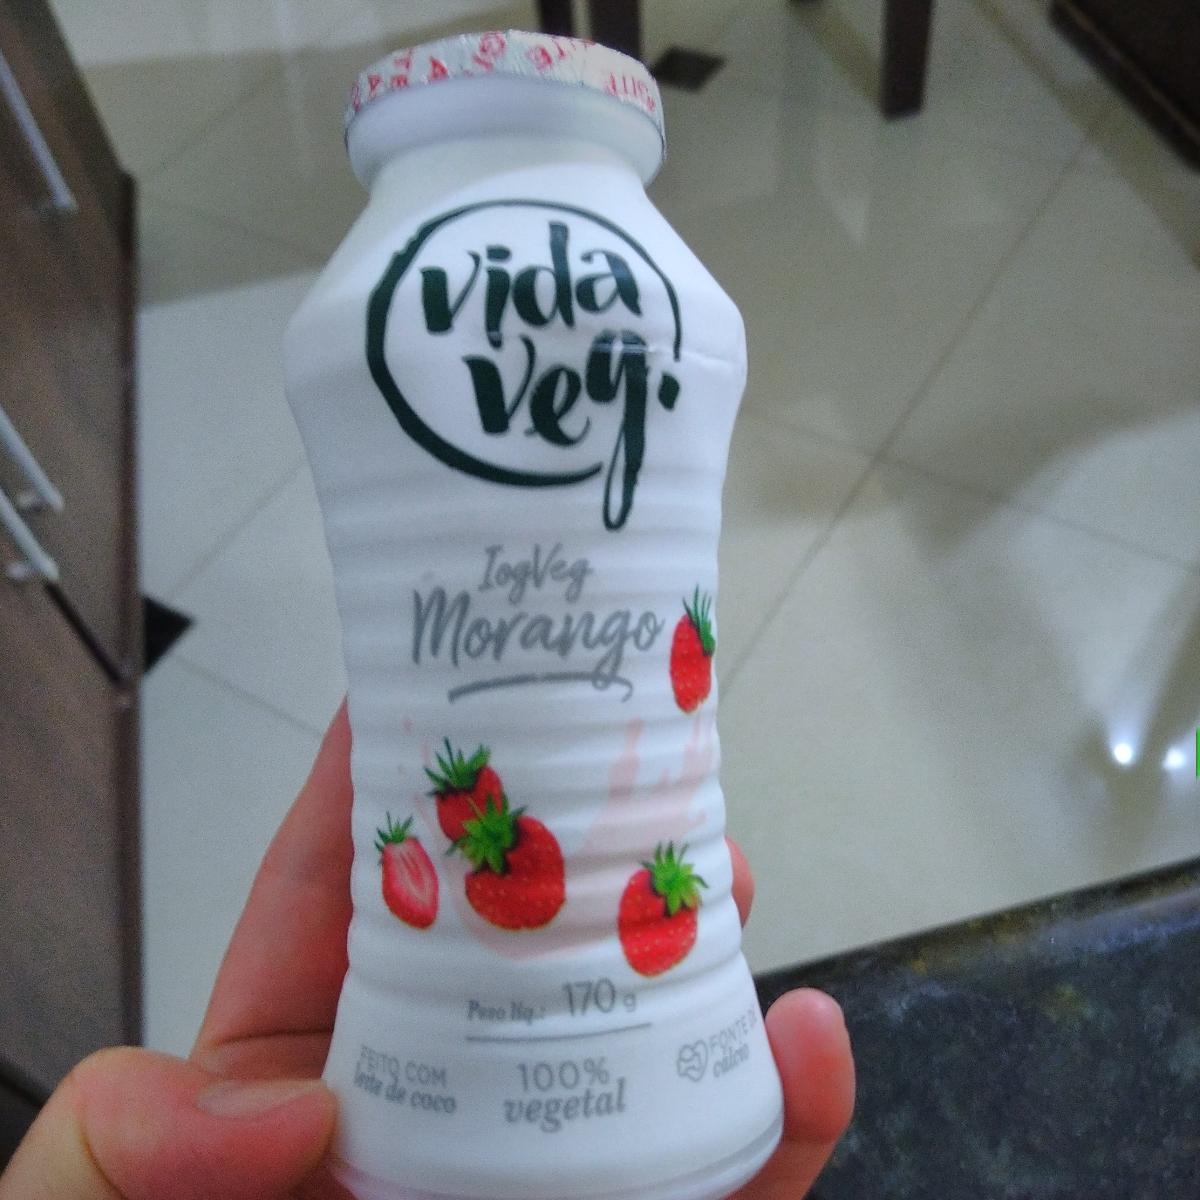 vida
veg.
IogVeg
Morango
Peso líq.: 170 g
FEITO COM
leite de coco
100%
vegetal
FONTE DE
cálcio